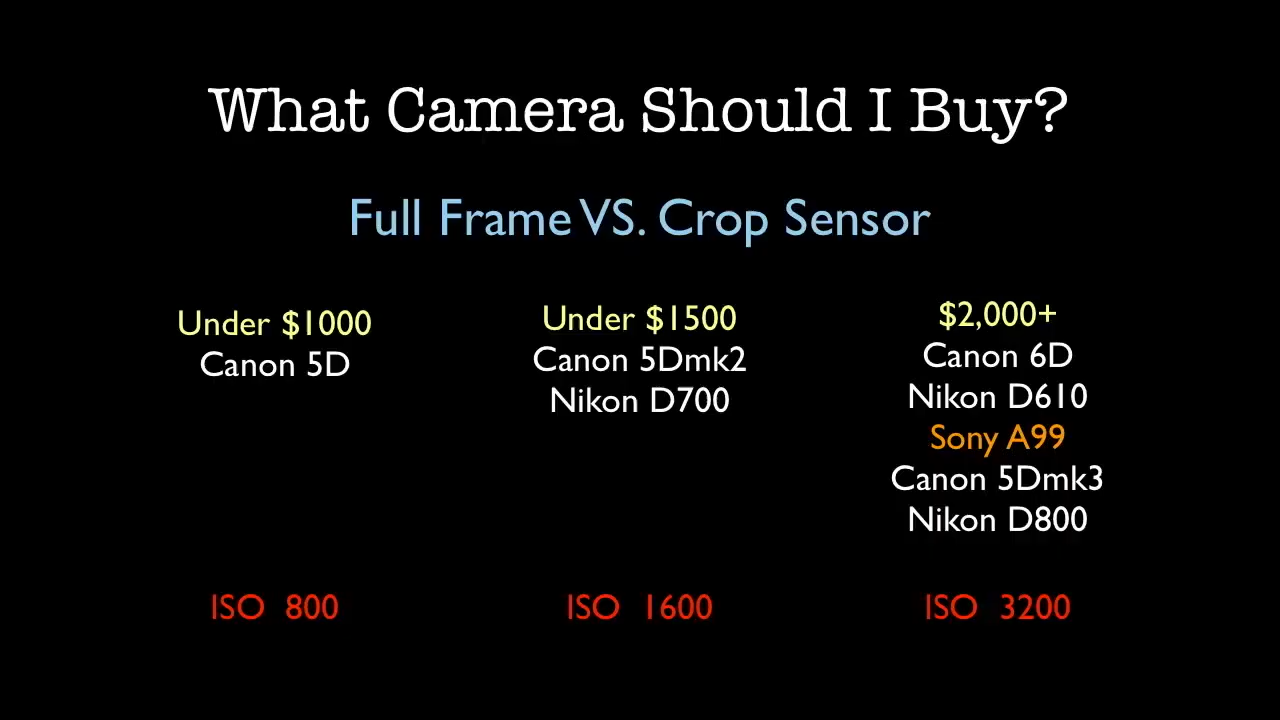 What Camera Should I Buy?
Full Frame VS. Crop Sensor
Under $1000
Canon 5D
Under $1500
Canon 5Dmk2
Nikon D700
$2,000+
Canon 6D
Nikon D610
Sony A99
Canon 5Dmk3
Nikon D800
ISO 800
ISO 1600
ISO 3200